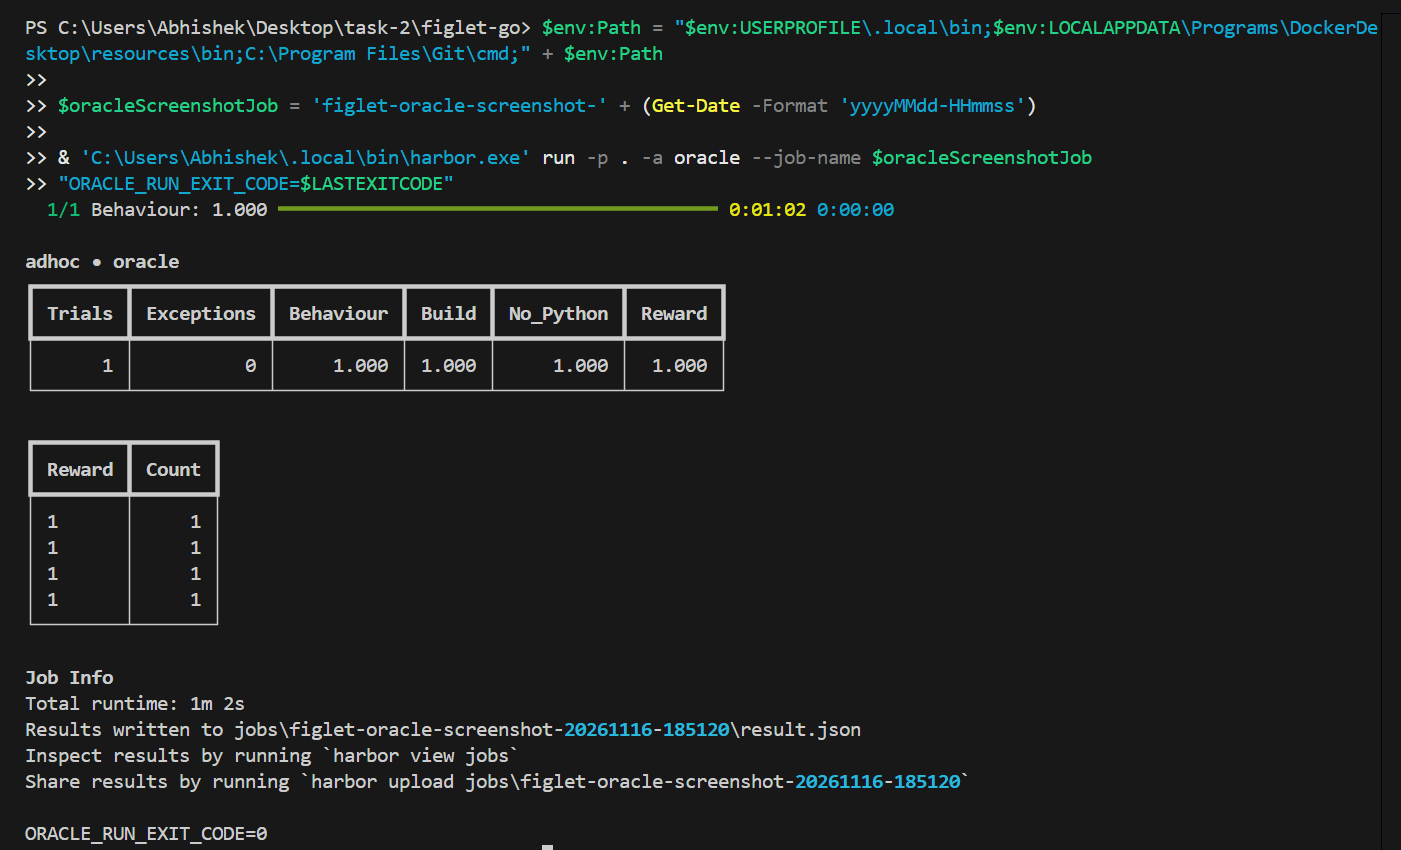 PS C:\Users\Abhishek\Desktop\task-2\figlet-go> $env:Path = "$env:USERPROFILE\.local\bin;$env:LOCALAPPDATA\Programs\DockerDe
sktop\resources\bin;C:\Program Files\Git\cmd;" + $env:Path
>>
>> $oracleScreenshotJob = 'figlet-oracle-screenshot-' + (Get-Date -Format 'yyyyMMdd-HHmmss')
>>
>> & 'C:\Users\Abhishek\.local\bin\harbor.exe' run -p . -a oracle --job-name $oracleScreenshotJob
>> "ORACLE_RUN_EXIT_CODE=$LASTEXITCODE"
1/1 Behaviour: 1.000 0:01:02 0:00:00
adhoc • oracle
Trials Exceptions Behaviour Build No_Python Reward
1 0 1.000 1.000 1.000 1.000
Reward Count
1 1
1 1
1 1
1 1
Job Info
Total runtime: 1m 2s
Results written to jobs\figlet-oracle-screenshot-20261116-185120\result.json
Inspect results by running `harbor view jobs`
Share results by running `harbor upload jobs\figlet-oracle-screenshot-20261116-185120`
ORACLE_RUN_EXIT_CODE=0